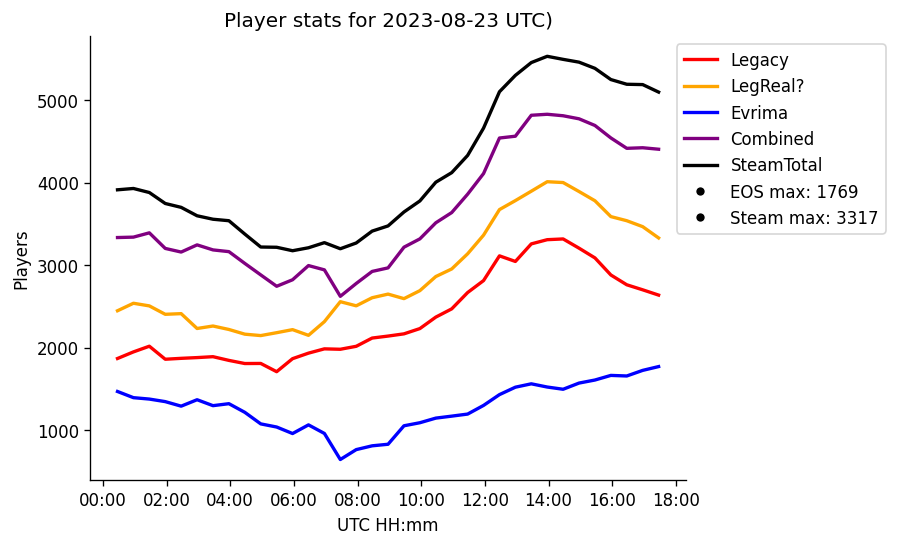 Player stats for 2023-08-23 UTC)
Players
5000
4000
3000
2000
1000
00:00 02:00 04:00 06:00 08:00 10:00 12:00 14:00 16:00 18:00
UTC HH:mm
Legacy
LegReal?
Evrima
Combined
SteamTotal
EOS max: 1769
Steam max: 3317